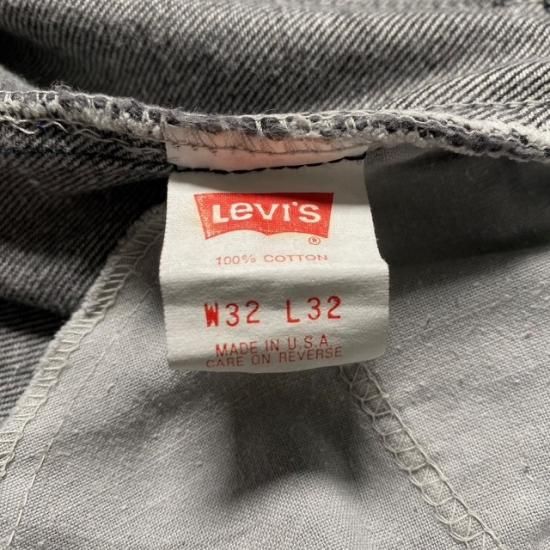 Levi's
®
100% COTTON
W32 L32
MADE IN U.S.A
CARE ON REVERSE